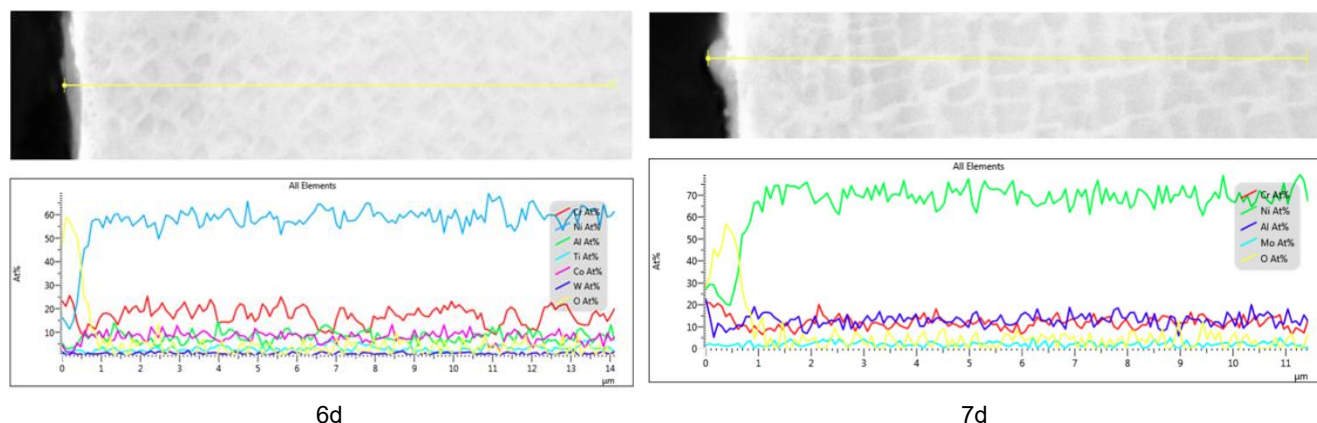 All Elements
At%
60
50
40
30
20
10
Cr At%
Ni At%
Al At%
Ti At%
Co At%
W At%
O At%
0 1 2 3 4 5 6 7 8 9 10 11 12 13 14
µm
6d
All Elements
At%
70
60
50
40
30
20
10
0
Cr At%
Ni At%
Al At%
Mo At%
O At%
0 1 2 3 4 5 6 7 8 9 10 11
µm
7d